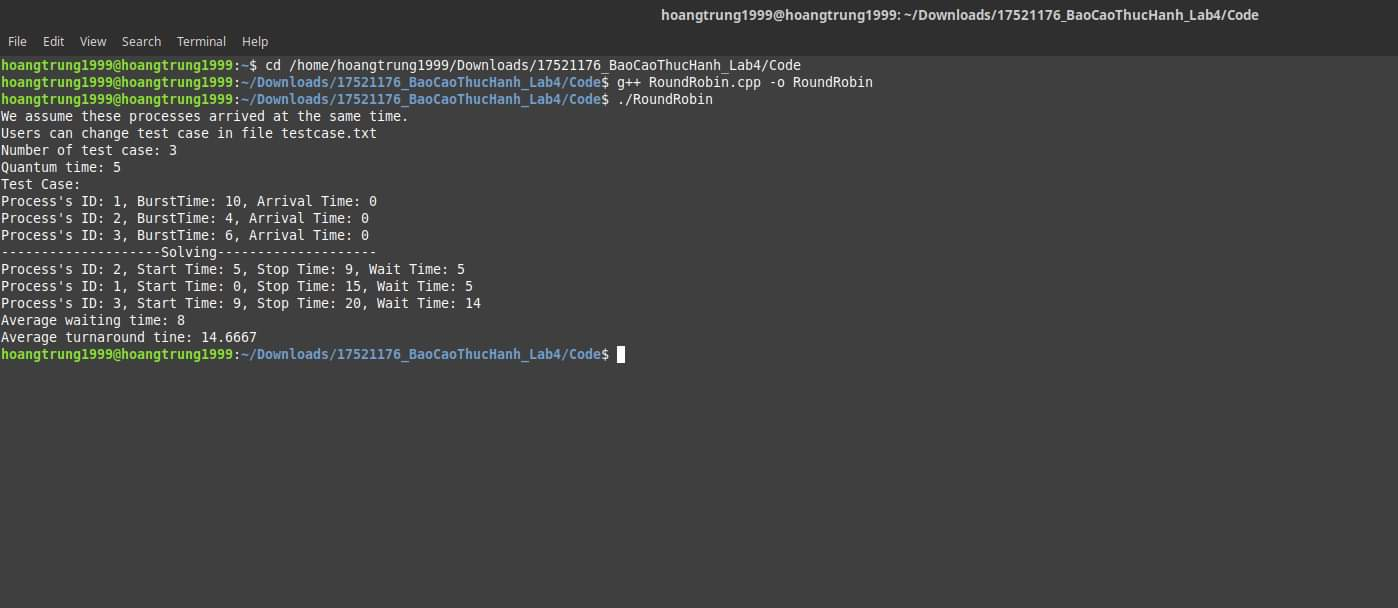 hoangtrung1999@hoangtrung1999: ~/Downloads/17521176_BaoCaoThucHanh_Lab4/Code
File Edit View Search Terminal Help
hoangtrung1999@hoangtrung1999:~$ cd /home/hoangtrung1999/Downloads/17521176_BaoCaoThucHanh_Lab4/Code
hoangtrung1999@hoangtrung1999:~/Downloads/17521176_BaoCaoThucHanh_Lab4/Code$ g++ RoundRobin.cpp -o RoundRobin
hoangtrung1999@hoangtrung1999:~/Downloads/17521176_BaoCaoThucHanh_Lab4/Code$ ./RoundRobin
We assume these processes arrived at the same time.
Users can change test case in file testcase.txt
Number of test case: 3
Quantum time: 5
Test Case:
Process's ID: 1, BurstTime: 10, Arrival Time: 0
Process's ID: 2, BurstTime: 4, Arrival Time: 0
Process's ID: 3, BurstTime: 6, Arrival Time: 0
--------------------Solving--------------------
Process's ID: 2, Start Time: 5, Stop Time: 9, Wait Time: 5
Process's ID: 1, Start Time: 0, Stop Time: 15, Wait Time: 5
Process's ID: 3, Start Time: 9, Stop Time: 20, Wait Time: 14
Average waiting time: 8
Average turnaround tine: 14.6667
hoangtrung1999@hoangtrung1999:~/Downloads/17521176_BaoCaoThucHanh_Lab4/Code$